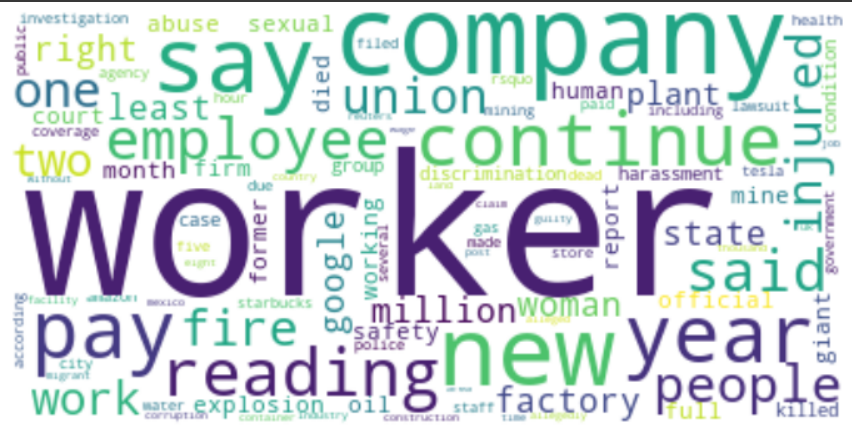 investigation
abuse
sexual
company
health
public
right
say
filed
agency
died
rsquo
injured
condition
one
hour
union
human
plant
court
least
reuters
mining
paid
including
lawsuit
coverage
employee
continue
job
two
month
firm
group
discrimination
dead
harassment
tesla
without
worker
due
country
land
mine
case
former
google
working
several
claim
gas
guilty
made
post
store
report
state
government
five
eight
thousand
said
facility
amazon
mexico
starbucks
million
woman
official
according
pay
fire
safety
police
alleged
new
year
giant
city
migrant
reading
people
work
water
explosion
oil
staff
factory
full
killed
corruption
container
industry
construction
time
allegedly